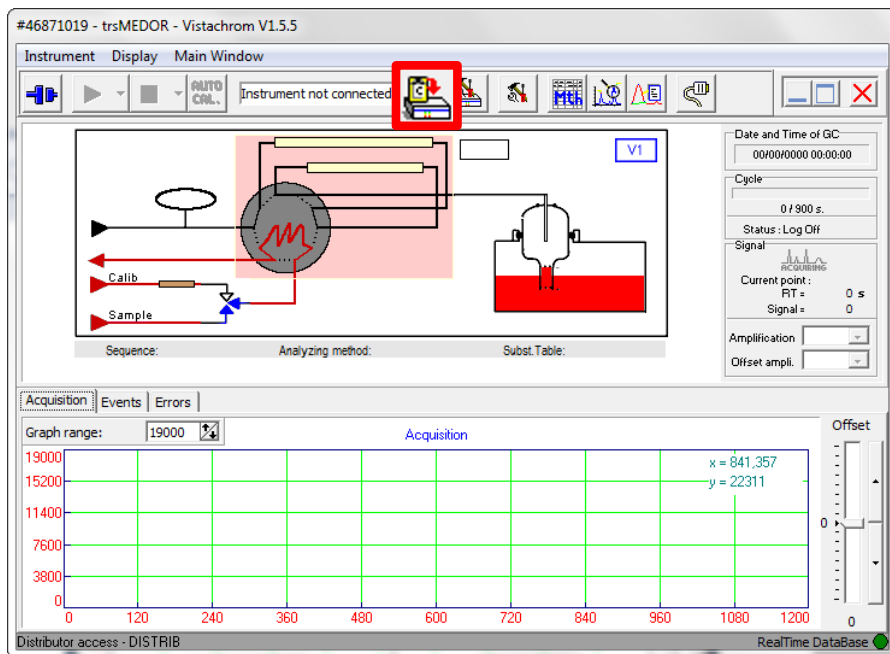 #46871019 - trsMEDOR - Vistachrom V1.5.5
Instrument Display Main Window
AUTO CAL.
Instrument not connected
C
Mth
V1
Calib
Sample
Sequence: Analyzing method: Subst.Table:
Date and Time of GC
00/00/0000 00:00:00
Cycle
0 / 900 s.
Status : Log Off
Signal
ACQUIRING
Current point :
RT = 0 s
Signal = 0
Amplification
Offset ampli.
Acquisition Events Errors
Graph range: 19000
Acquisition
Offset
x = 841,357
y = 22311
19000
15200
11400
7600
3800
0
0 120 240 360 480 600 720 840 960 1080 1200
0
0
Distributor access - DISTRIB RealTime DataBase